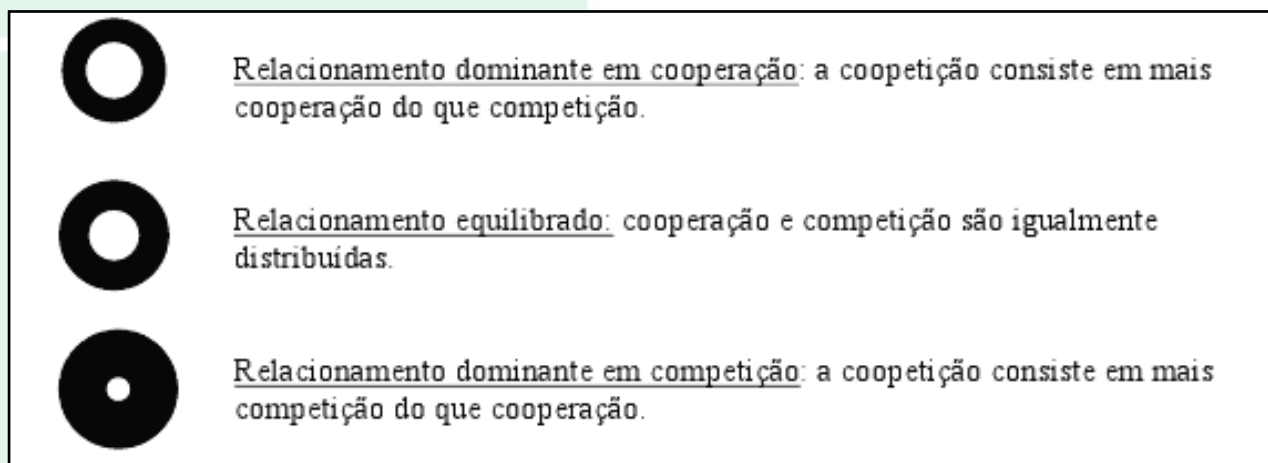 Relacionamento dominante em cooperação: a coopetição consiste em mais
cooperação do que competição.
Relacionamento equilibrado: cooperação e competição são igualmente
distribuídas.
Relacionamento dominante em competição: a coopetição consiste em mais
competição do que cooperação.